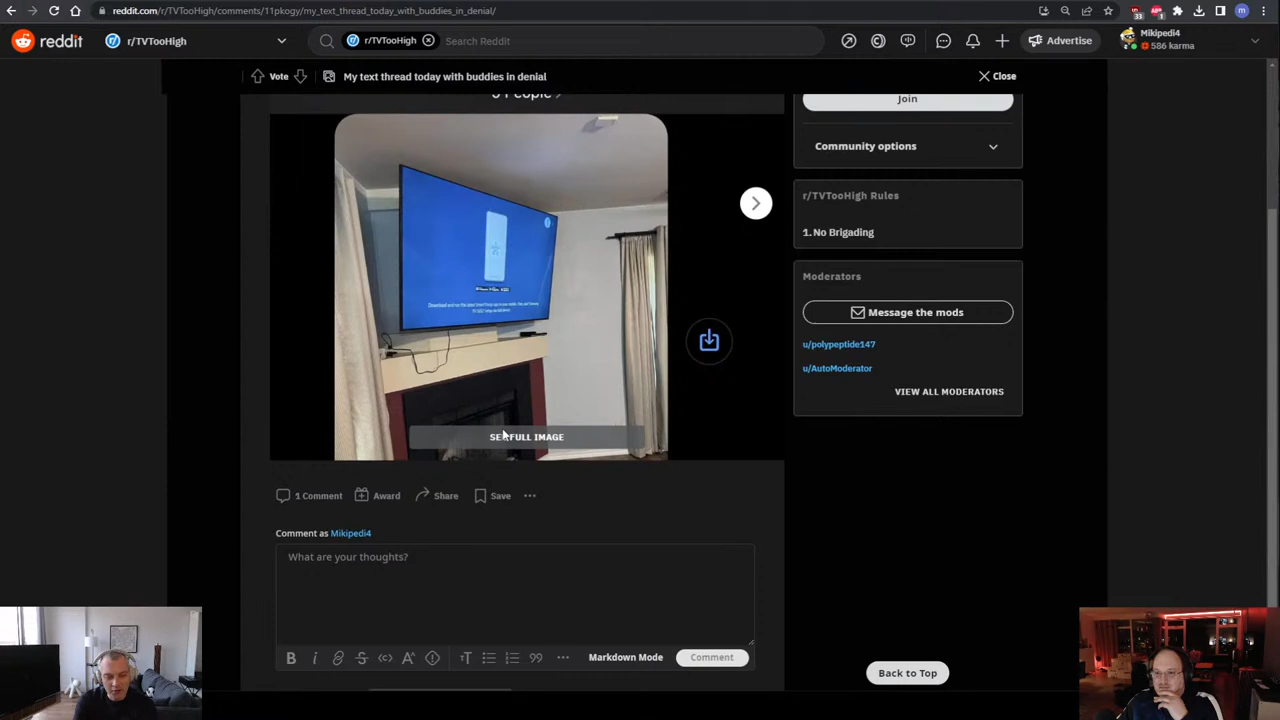 reddit.com/r/TVTooHigh/comments/11pkogy/my_text_thread_today_with_buddies_in_denial/
33
1
m
reddit
r/TVTooHigh
r/TVTooHigh
Search Reddit
Advertise
Mikipedi4
586 karma
Vote
My text thread today with buddies in denial
Close
People >
Join
Community options
r/TVTooHigh Rules
1. No Brigading
Moderators
Message the mods
u/polypeptide147
u/AutoModerator
VIEW ALL MODERATORS
SEE FULL IMAGE
1 Comment
Award
Share
Save
Comment as Mikipedi4
What are your thoughts?
Markdown Mode
Comment
Back to Top